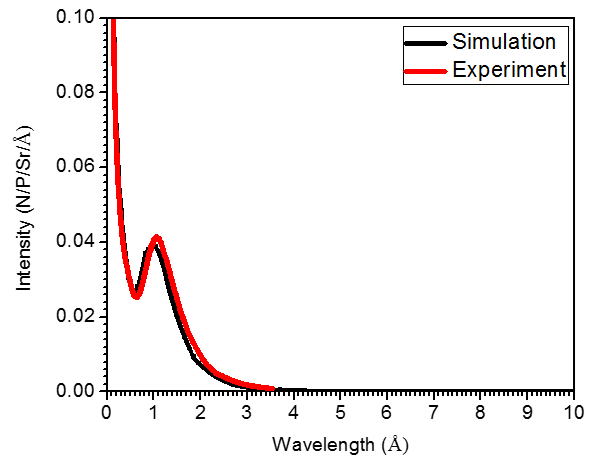 0.10
0.08
0.06
0.04
0.02
0.00
Intensity (N/P/Sr/Å)
Simulation
Experiment
0 1 2 3 4 5 6 7 8 9 10
Wavelength (Å)